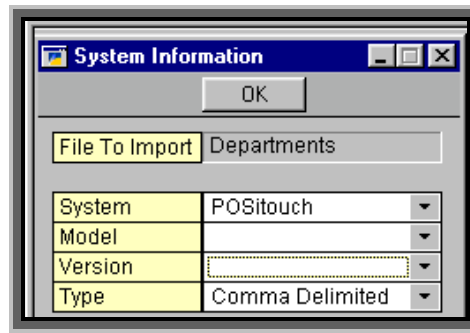 System Information
OK
File To Import Departments
System POSitouch
Model
Version
Type Comma Delimited